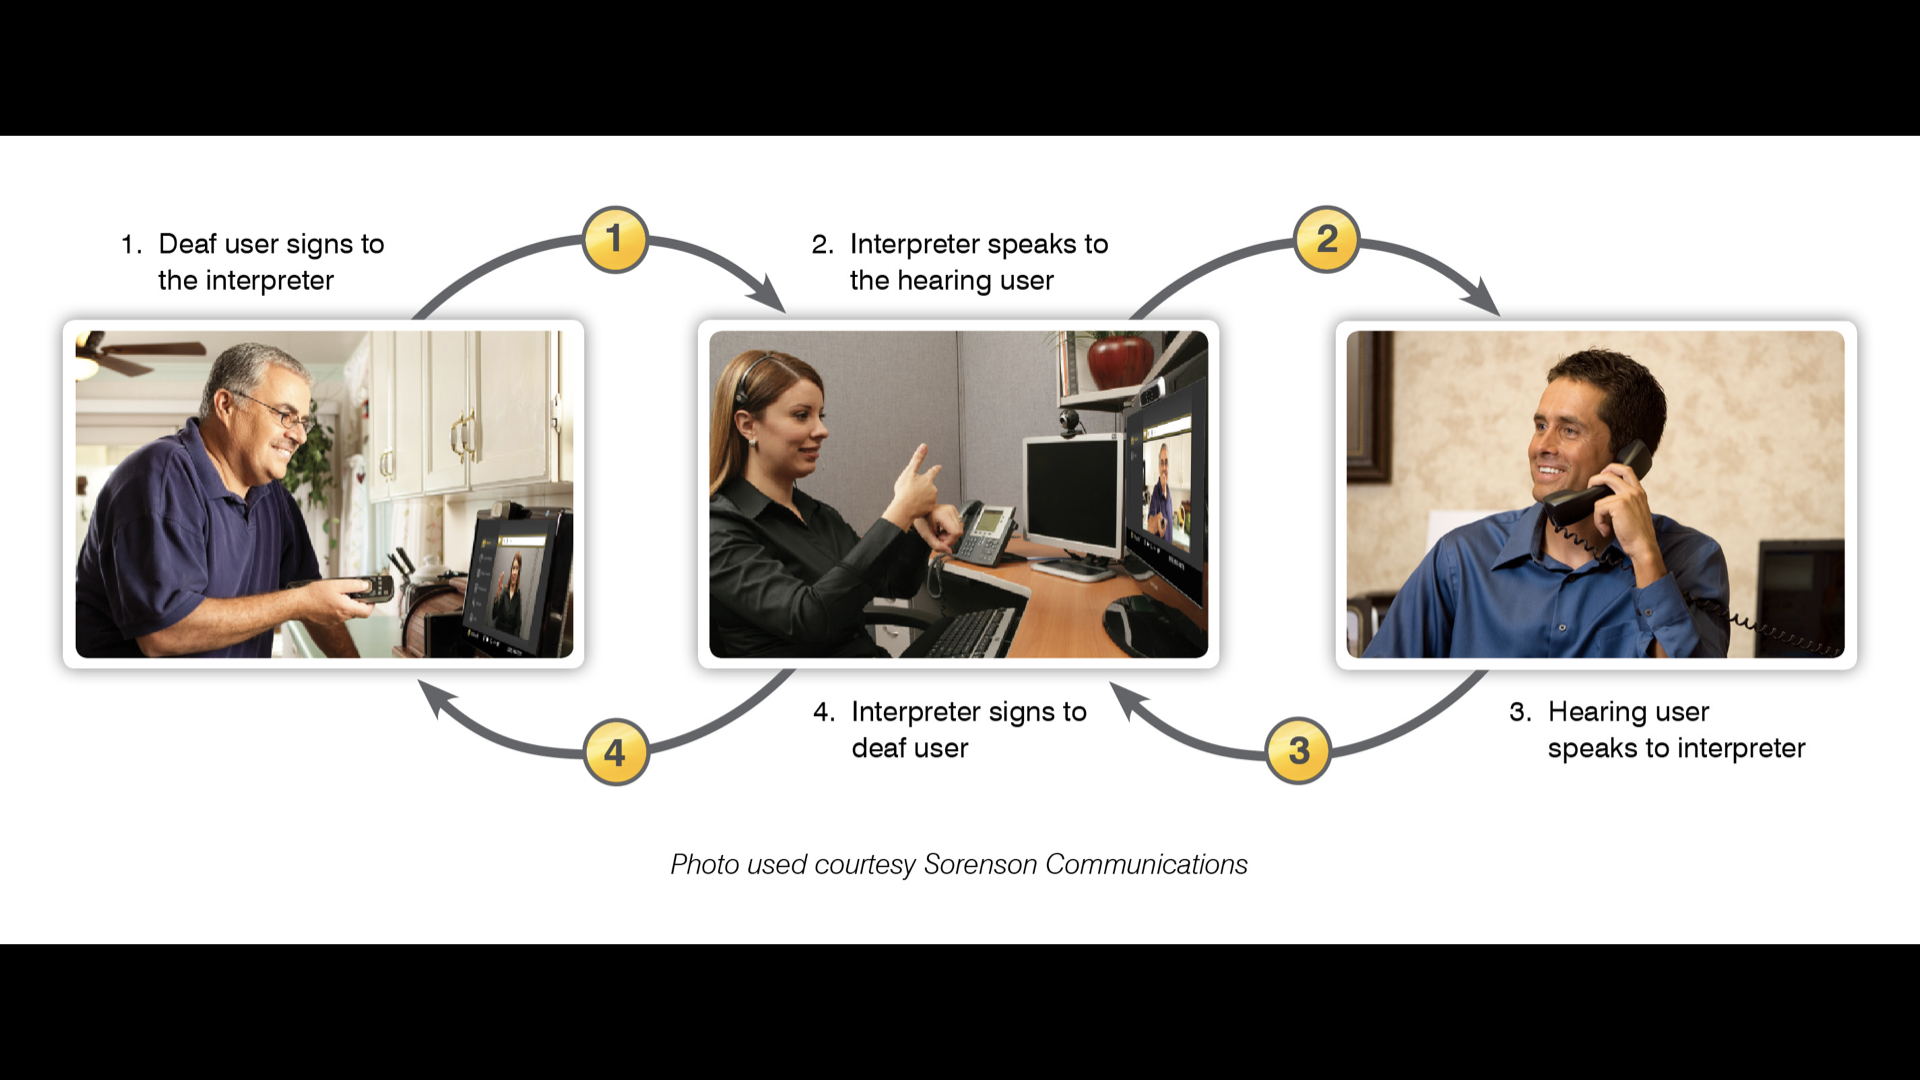 1
2
1. Deaf user signs to
the interpreter
2. Interpreter speaks to
the hearing user
4. Interpreter signs to
deaf user
3. Hearing user
speaks to interpreter
4
3
Photo used courtesy Sorenson Communications